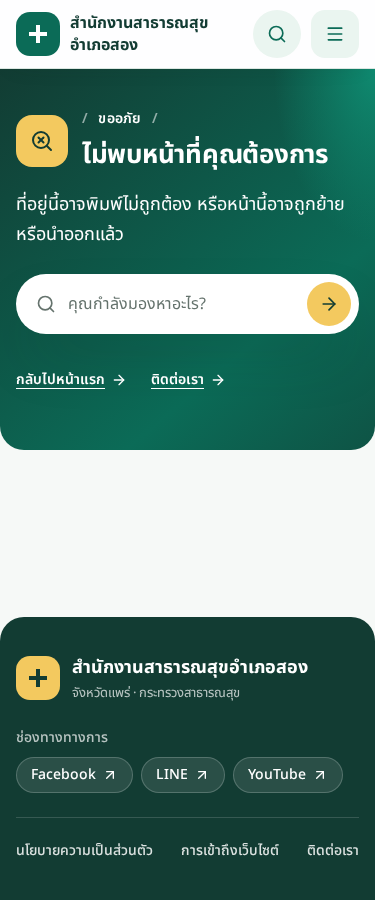 สำนักงานสาธารณสุข
อำเภอสอง
/ ขออภัย /
ไม่พบหน้าที่คุณต้องการ
ที่อยู่นี้อาจพิมพ์ไม่ถูกต้อง หรือหน้านี้อาจถูกย้าย
หรือนำออกแล้ว
คุณกำลังมองหาอะไร?
กลับไปหน้าแรก
ติดต่อเรา
สำนักงานสาธารณสุขอำเภอสอง
จังหวัดแพร่ · กระทรวงสาธารณสุข
ช่องทางทางการ
Facebook
LINE
YouTube
นโยบายความเป็นส่วนตัว
การเข้าถึงเว็บไซต์
ติดต่อเรา